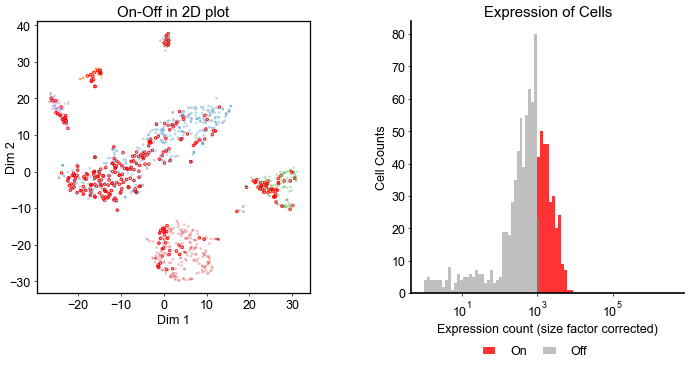 On-Off in 2D plot
Expression of Cells
40
30
20
10
0
−10
−20
−30
Dim 2
−20 −10 0 10 20 30
Dim 1
80
70
60
50
40
30
20
10
0
Cell Counts
10^1 10^3 10^5
Expression count (size factor corrected)
On Off